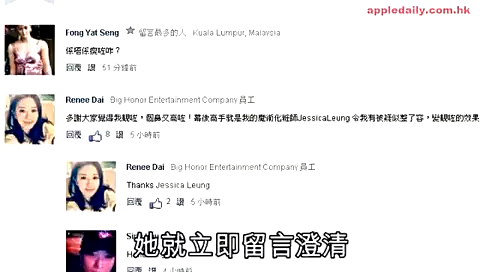 appledaily.com.hk
Fong Yat Seng 留言最多的人 Kuala Lumpur, Malaysia
係唔係瘦咗咋？
回覆 讚 51 分鐘前
Renee Dai Big Honor Entertainment Company 員工
多謝大家覺得我靚咗，個鼻又高咗！幕後高手就是我的魔術化妝師JessicaLeung 令我有被疑似整了容，變靚咗的效果
回覆 8 讚 5 小時前
Renee Dai Big Honor Entertainment Company 員工
Thanks Jessica Leung
回覆 2 讚 5 小時前
她就立即留言澄清